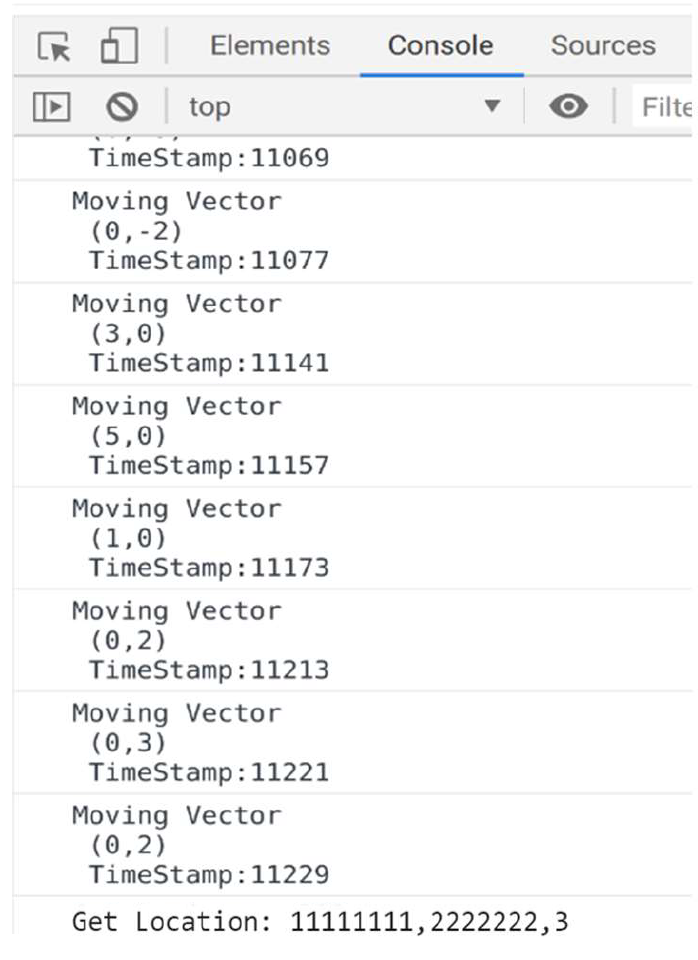 Elements Console Sources
top Filte
TimeStamp:11069
Moving Vector
(0,-2)
TimeStamp:11077
Moving Vector
(3,0)
TimeStamp:11141
Moving Vector
(5,0)
TimeStamp:11157
Moving Vector
(1,0)
TimeStamp:11173
Moving Vector
(0,2)
TimeStamp:11213
Moving Vector
(0,3)
TimeStamp:11221
Moving Vector
(0,2)
TimeStamp:11229
Get Location: 11111111,2222222,3